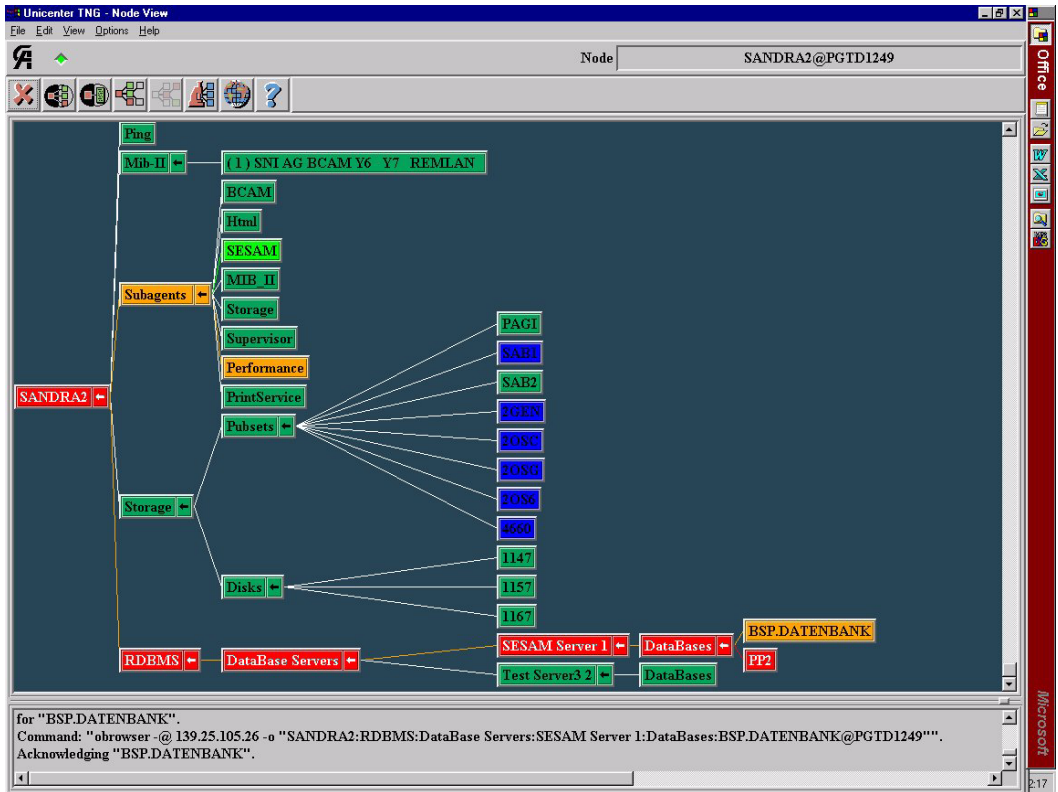 Unicenter TNG - Node View
File Edit View Options Help
Node SANDRA2@PGTD1249
Ping
Mib-II
(1) SNI AG BCAM Y6 Y7 REMLAN
BCAM
Html
SESAM
MIB_II
Subagents
Storage
PAGI
Supervisor
SAB1
Performance
SAB2
SANDRA2
PrintService
2GEN
Pubsets
2OSC
2OSG
Storage
2OS6
4660
1147
Disks
1157
1167
BSP.DATENBANK
SESAM Server 1
DataBases
RDBMS
DataBase Servers
PP2
Test Server3 2
DataBases
for "BSP.DATENBANK".
Command: "obrowser -@ 139.25.105.26 -o "SANDRA2:RDBMS:DataBase Servers:SESAM Server 1:DataBases:BSP.DATENBANK@PGTD1249"".
Acknowledging "BSP.DATENBANK".
Office
Microsoft
2:17